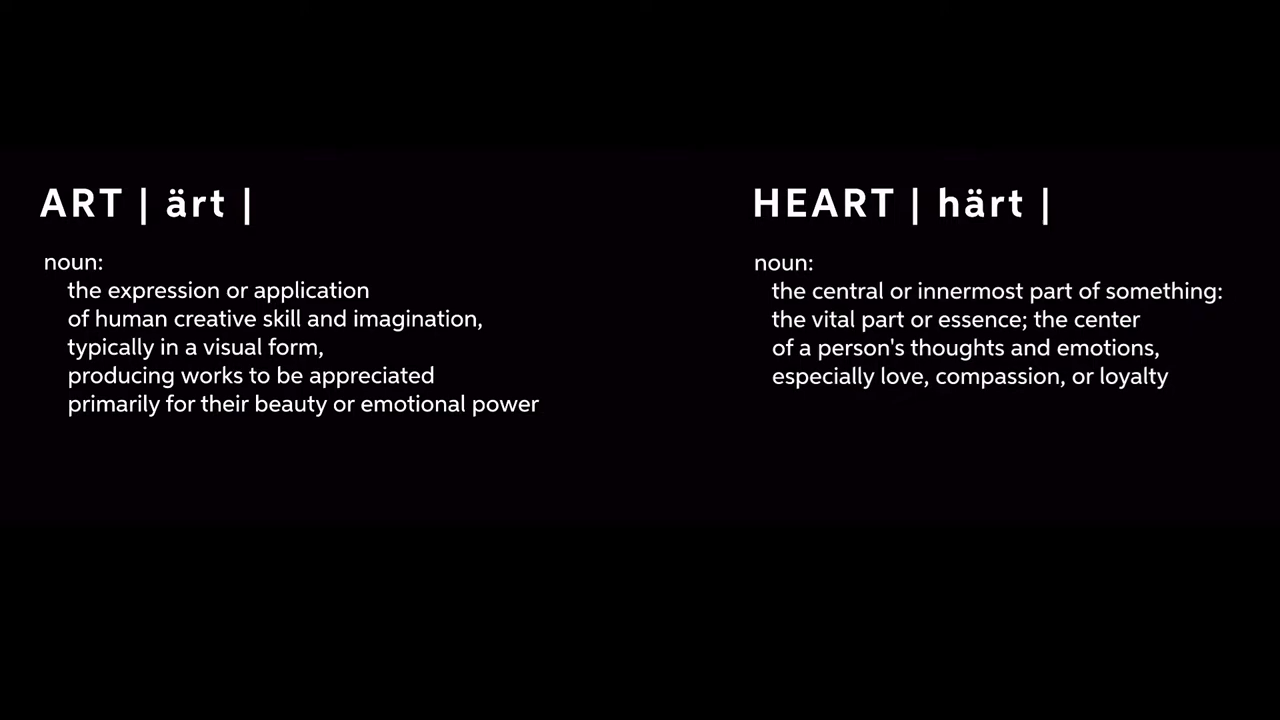 ART | ärt |
noun:
the expression or application
of human creative skill and imagination,
typically in a visual form,
producing works to be appreciated
primarily for their beauty or emotional power
HEART | härt |
noun:
the central or innermost part of something:
the vital part or essence; the center
of a person's thoughts and emotions,
especially love, compassion, or loyalty